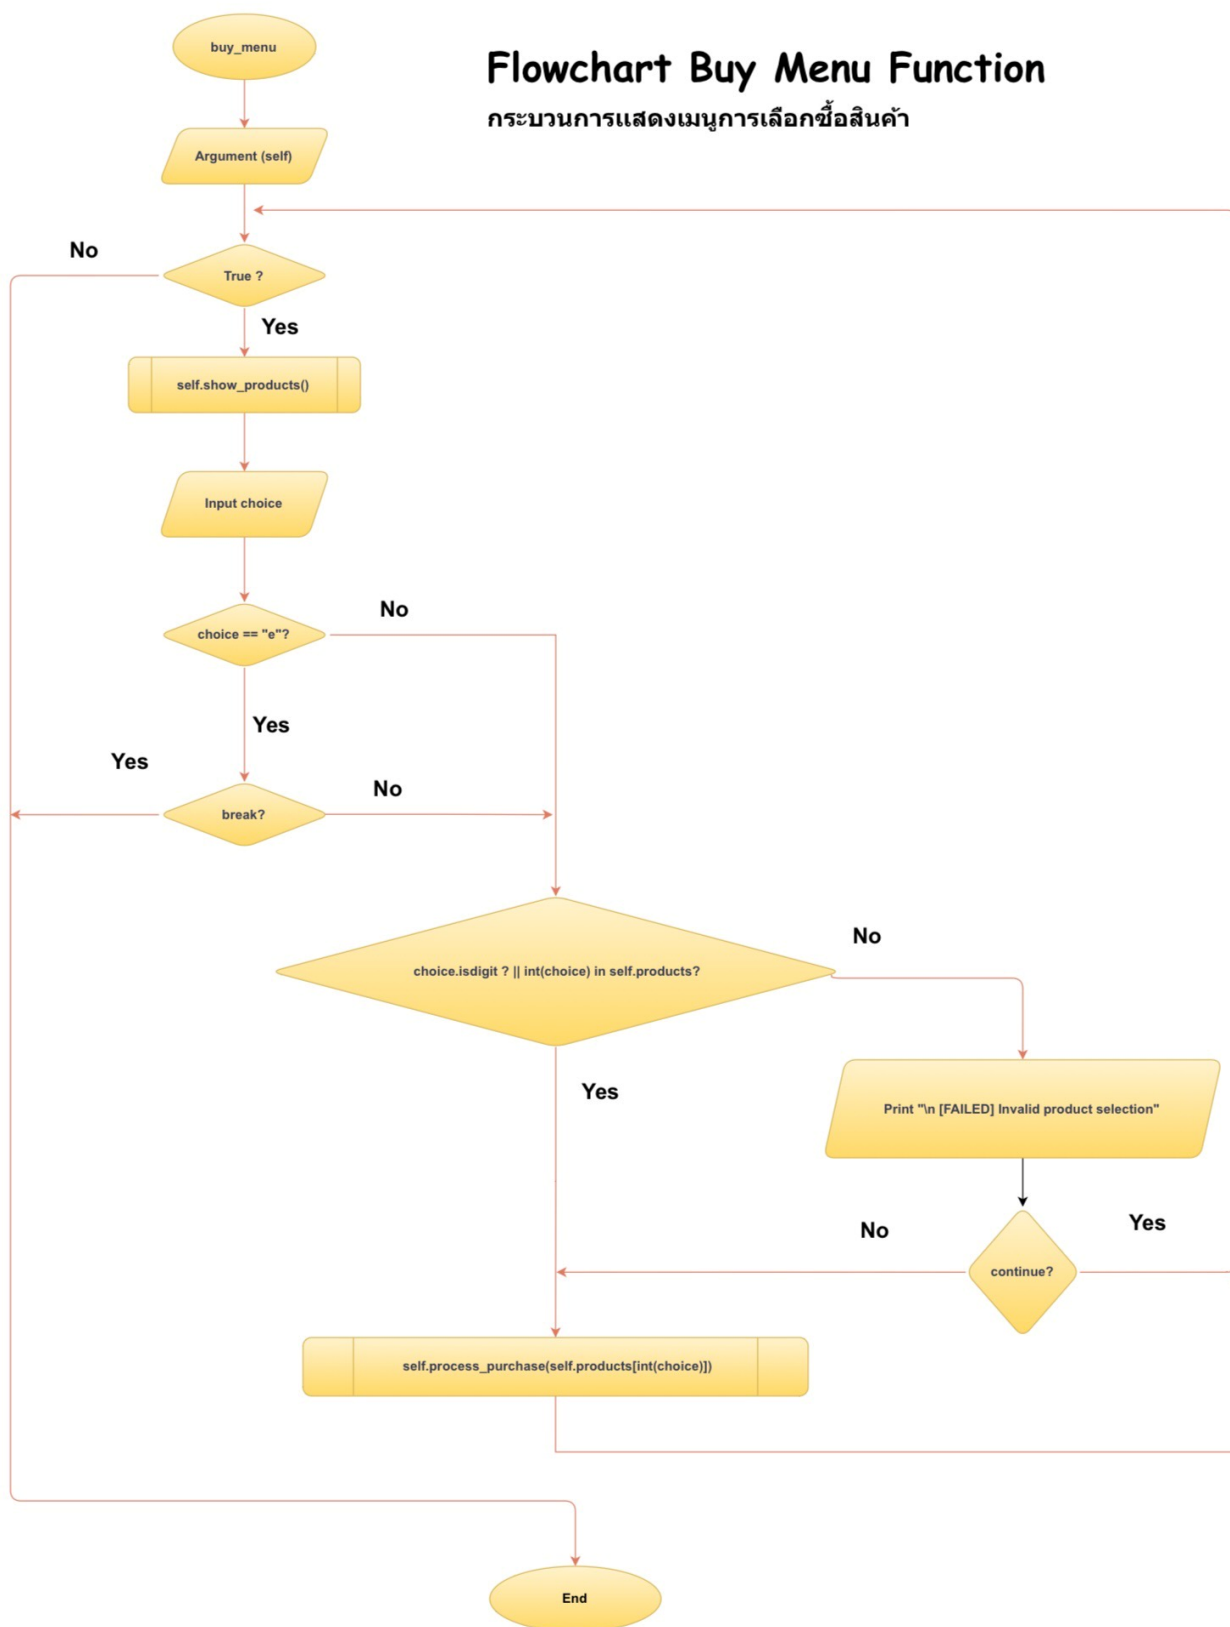 Flowchart Buy Menu Function
กระบวนการแสดงเมนูการเลือกซื้อสินค้า
buy_menu
Argument (self)
No
True ?
Yes
self.show_products()
Input choice
choice == "e"?
No
Yes
Yes
break?
No
choice.isdigit ? || int(choice) in self.products?
No
Yes
Print "\n [FAILED] Invalid product selection"
No
continue?
Yes
self.process_purchase(self.products[int(choice)])
End